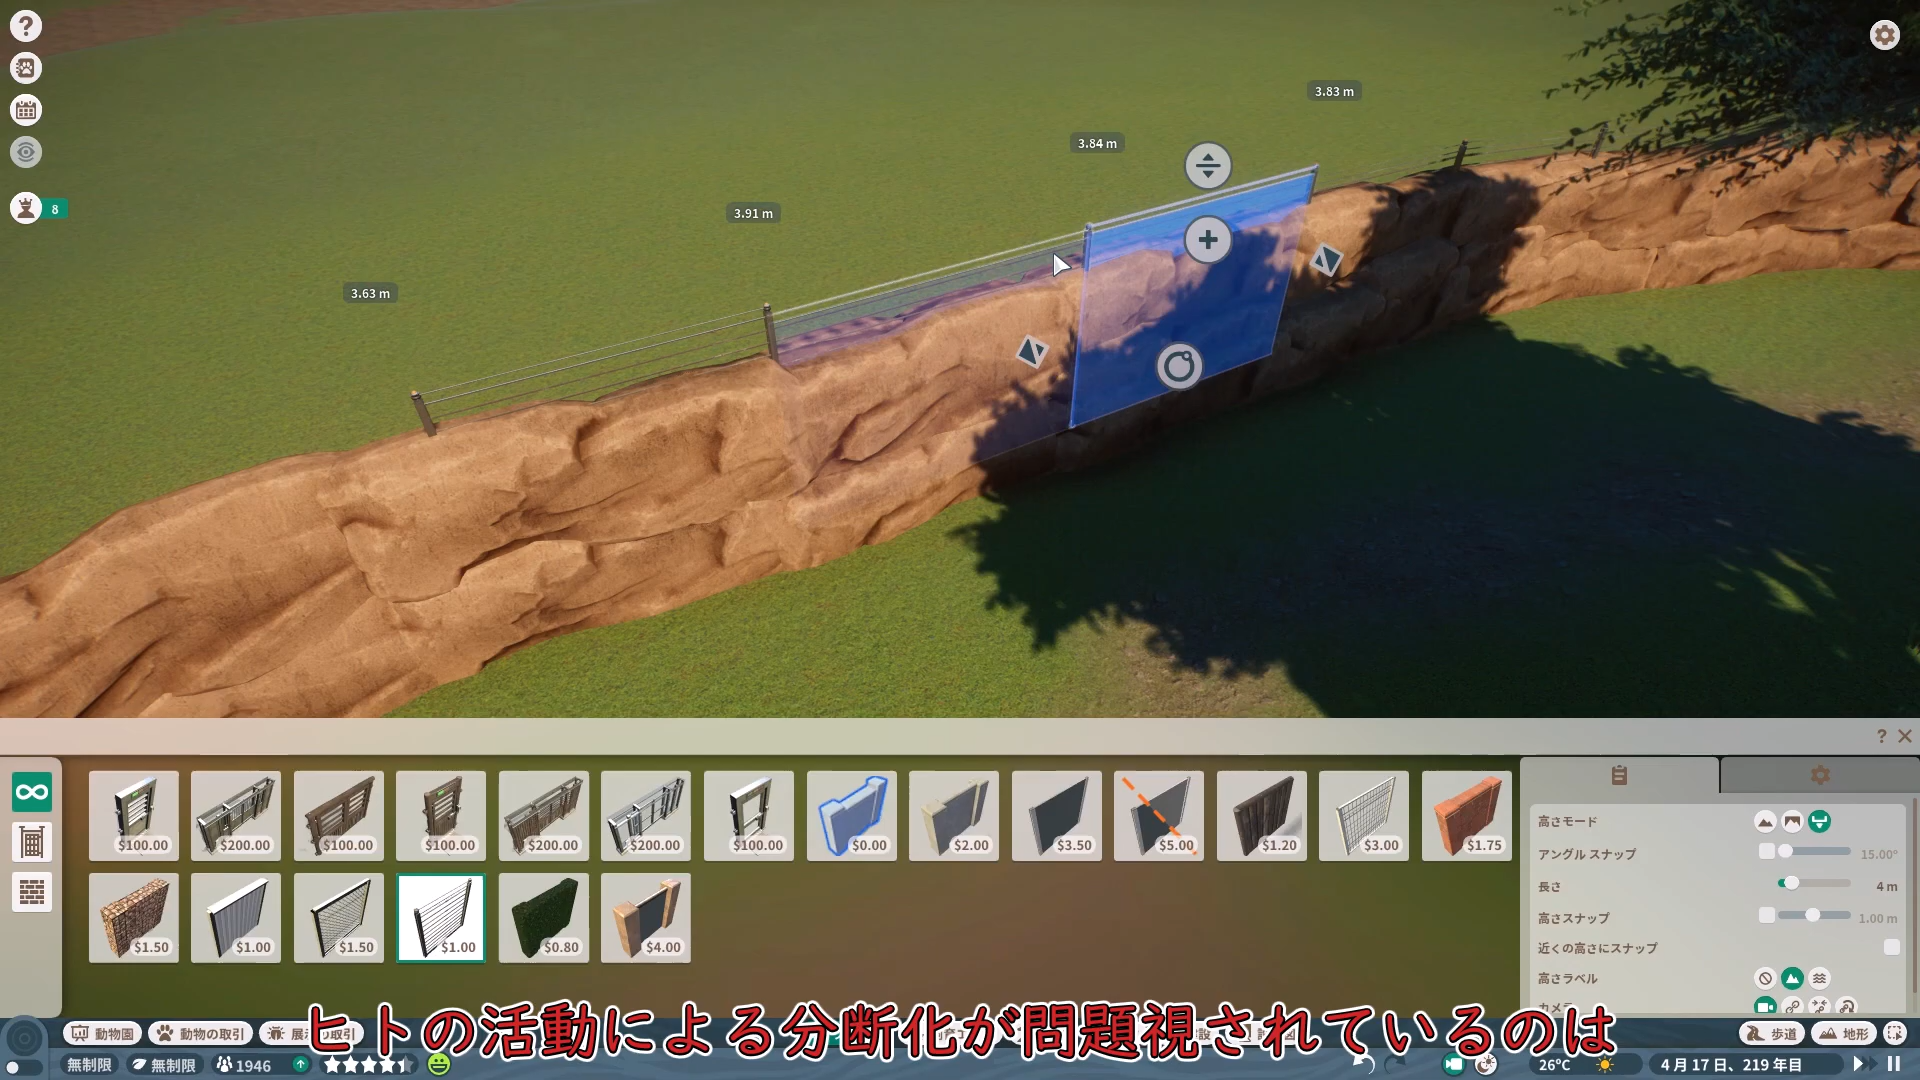 8
3.83 m
3.84 m
3.91 m
3.63 m
? ×
$100.00 $200.00 $100.00 $100.00 $200.00 $200.00 $100.00 $0.00 $2.00 $3.50 $5.00 $1.20 $3.00 $1.75
$1.50 $1.00 $1.50 $1.00 $0.80 $4.00
高さモード
アングル スナップ 15.00°
長さ 4 m
高さスナップ 1.00 m
近くの高さにスナップ
高さラベル
カメラ
ヒトの活動による分断化が問題視されているのは
動物園 動物の取引 歩道 地形
無制限 無制限 1946 26°C 4 月 17 日、219 年目